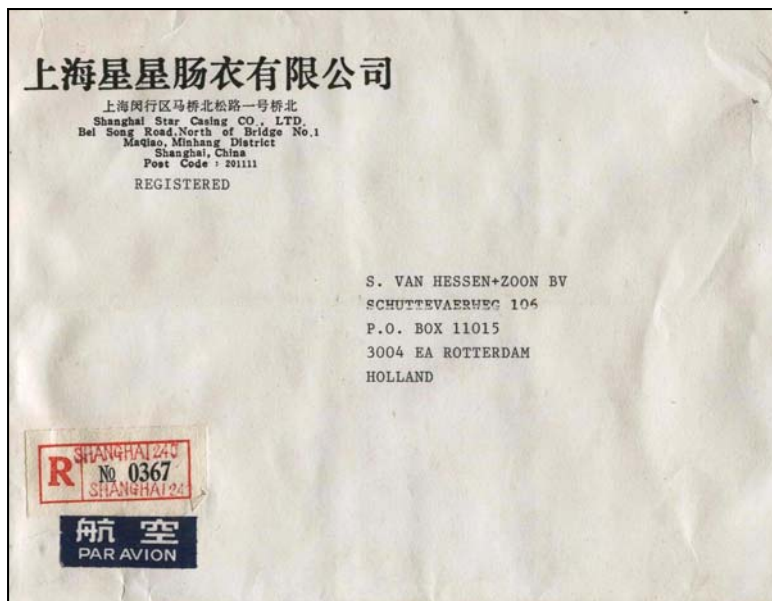 上海星星肠衣有限公司
上海闵行区马桥北松路一号桥北
Shanghai Star Casing CO., LTD.
Bei Song Road,North of Bridge No.1
MaQiao, Minhang District
Shanghai, China
Post Code : 201111
REGISTERED
S. VAN HESSEN+ZOON BV
SCHUTTEVAERWEG 106
P.O. BOX 11015
3004 EA ROTTERDAM
HOLLAND
SHANGHAI 240
R № 0367
SHANGHAI 24
航空
PAR AVION